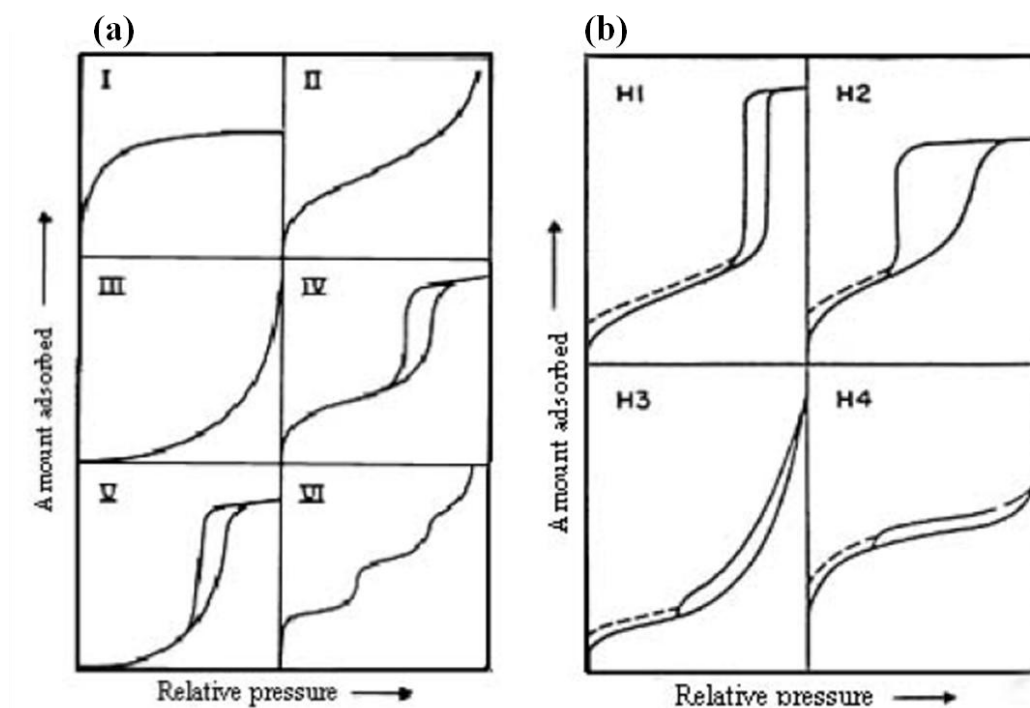 (a)
I
II
III
IV
V
VI
Amount adsorbed
Relative pressure
(b)
H1
H2
H3
H4
Amount adsorbed
Relative pressure